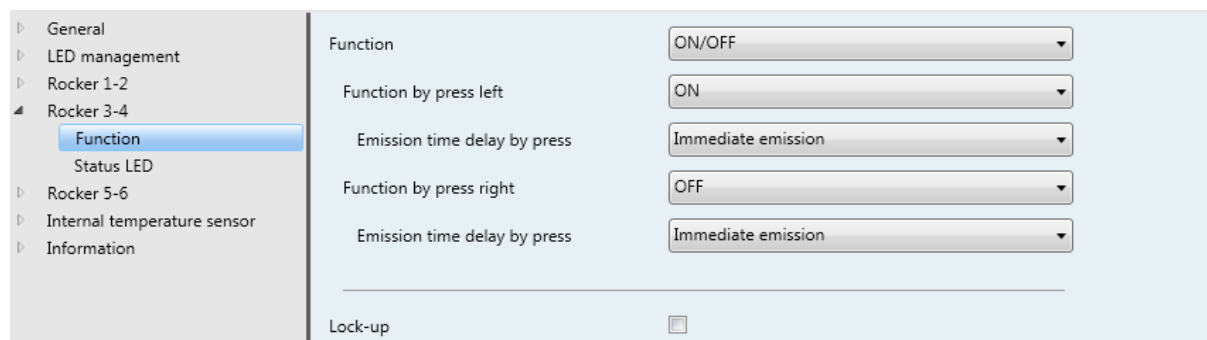 General
LED management
Rocker 1-2
Rocker 3-4
Function
Status LED
Rocker 5-6
Internal temperature sensor
Information
Function ON/OFF
Function by press left ON
Emission time delay by press Immediate emission
Function by press right OFF
Emission time delay by press Immediate emission
Lock-up